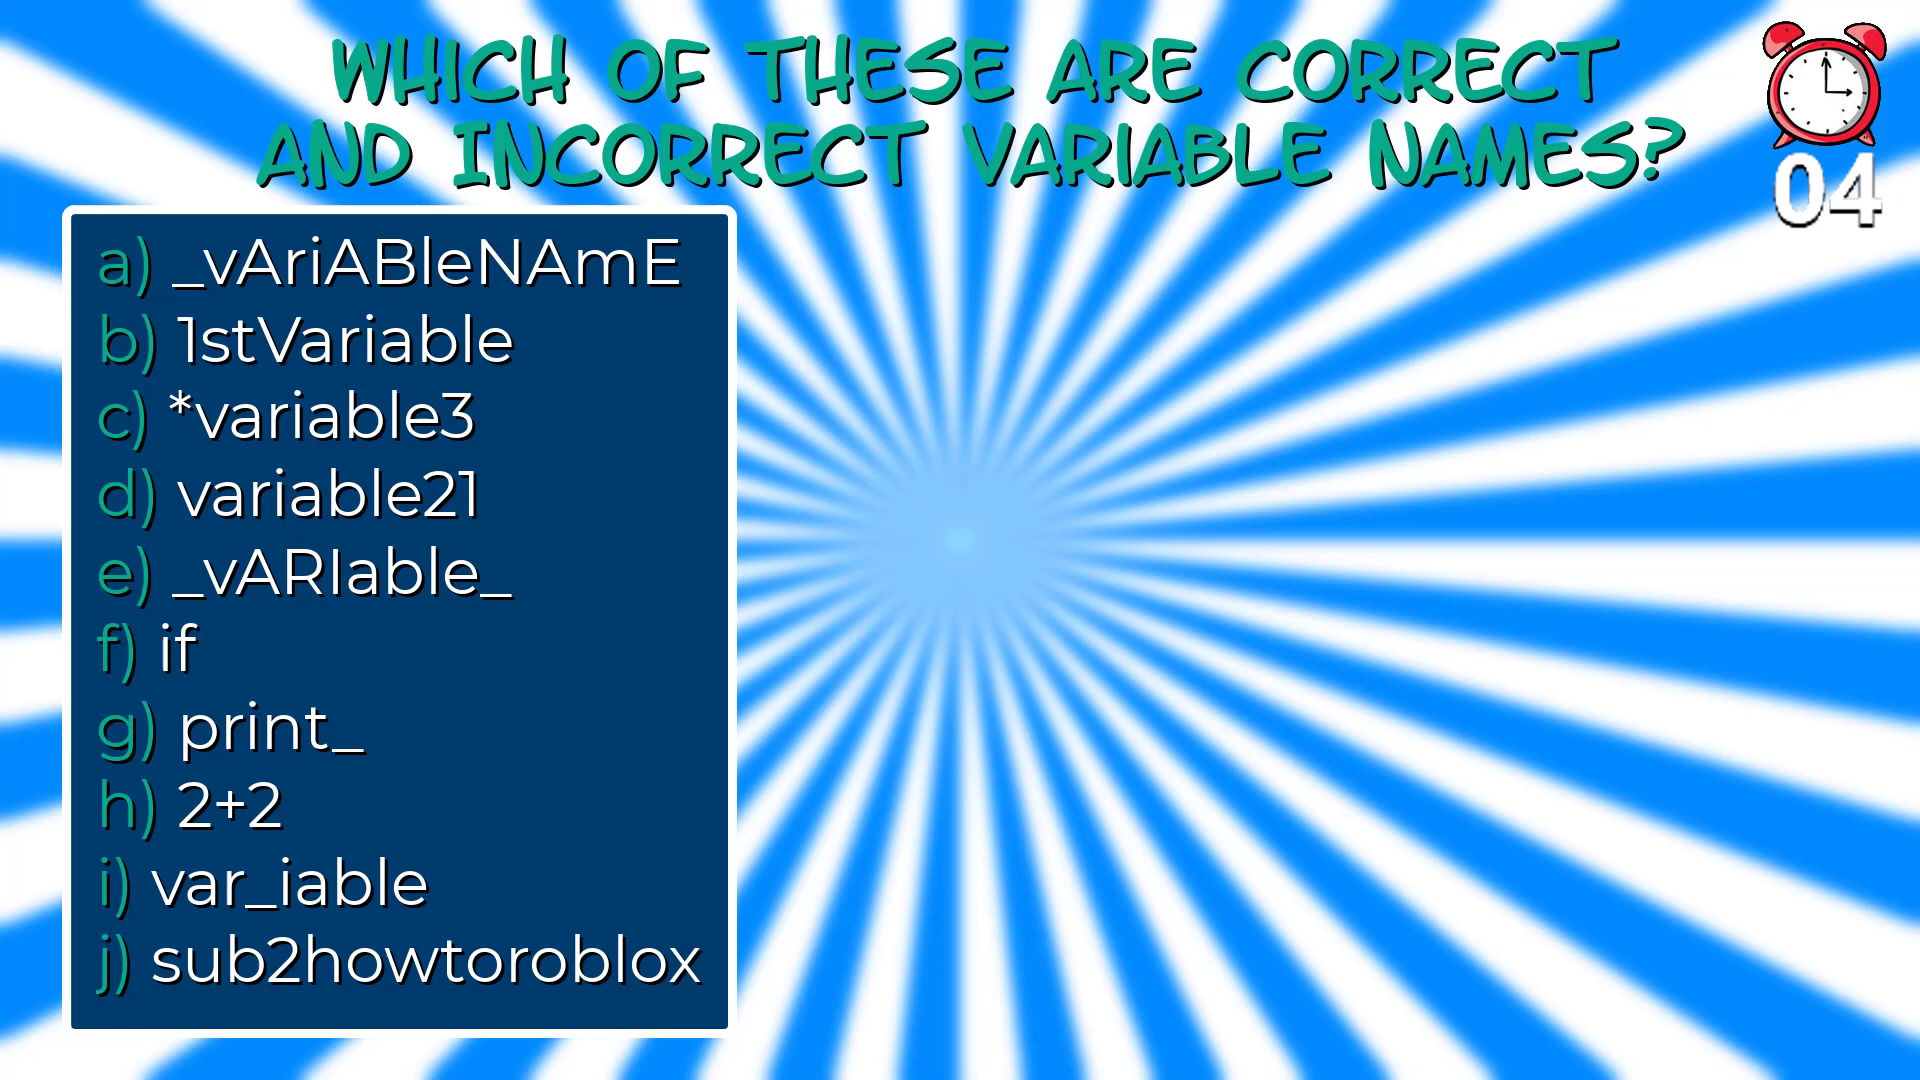 WHICH OF THESE ARE CORRECT
AND INCORRECT VARIABLE NAMES?
04
a) _vAriABleNAmE
b) 1stVariable
c) *variable3
d) variable21
e) _vARIable_
f) if
g) print_
h) 2+2
i) var_iable
j) sub2howtoroblox